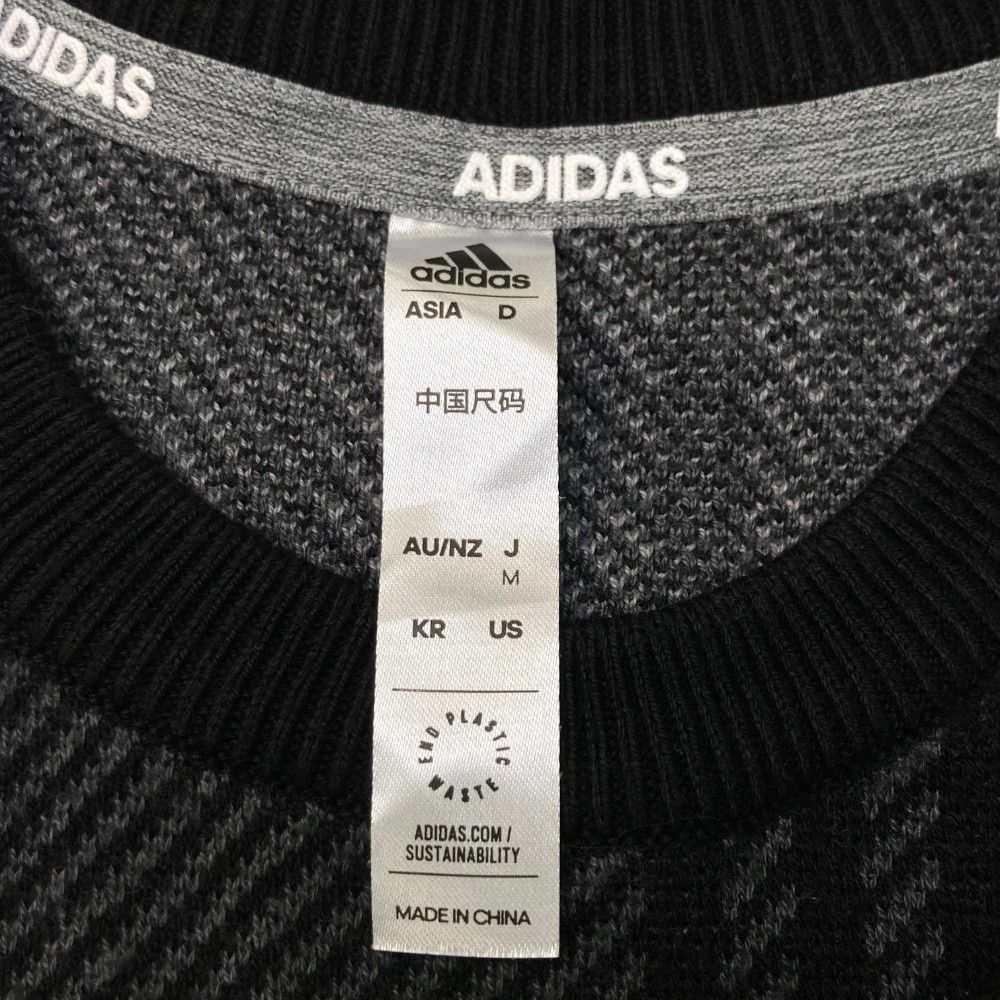 DIDAS
ADIDAS
adidas
ASIA D
中国尺码
AU/NZ J
M
KR US
END PLASTIC WASTE
ADIDAS.COM/
SUSTAINABILITY
MADE IN CHINA